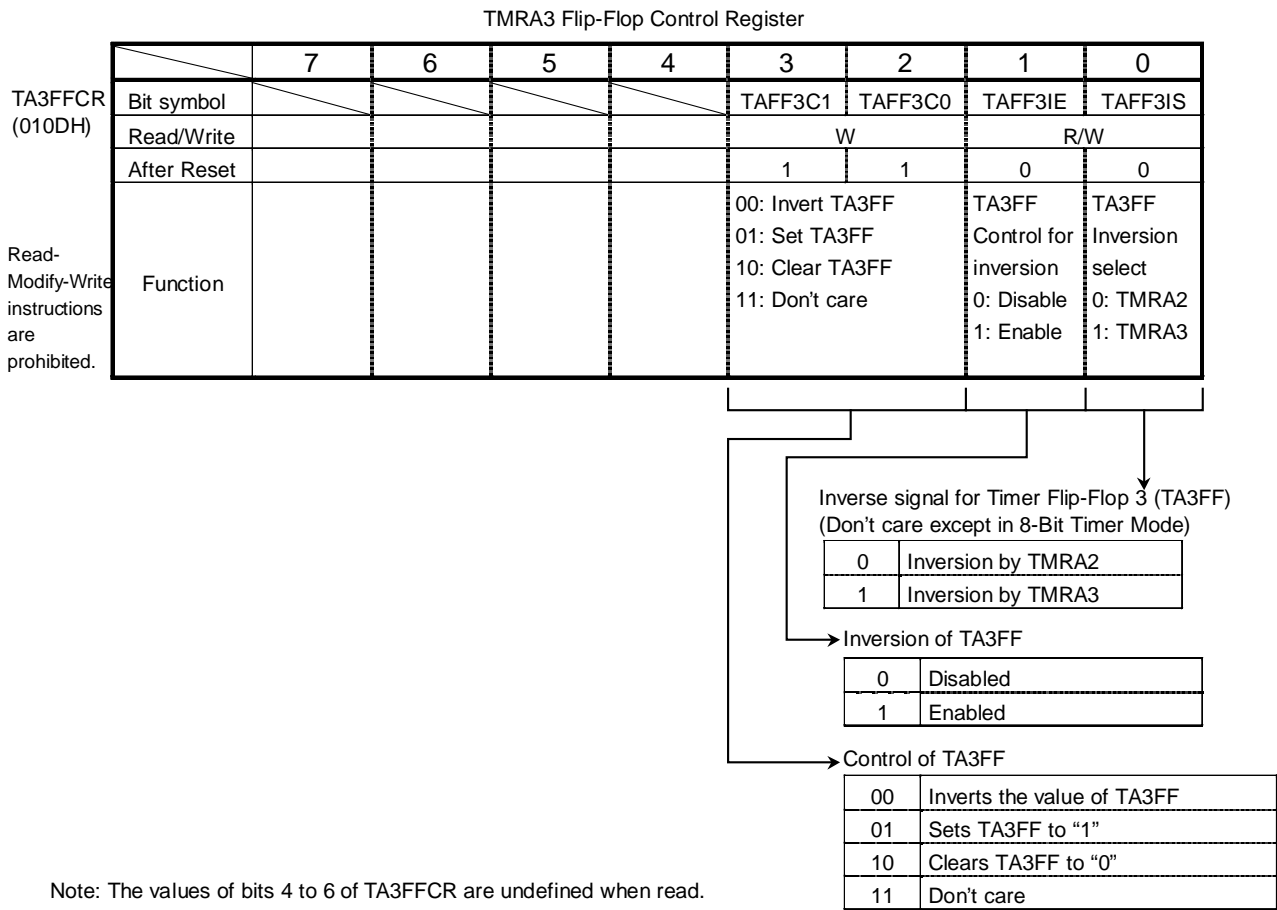 TMRA3 Flip-Flop Control Register
7 6 5 4 3 2 1 0
TA3FFCR
(010DH)
Bit symbol TAFF3C1 TAFF3C0 TAFF3IE TAFF3IS
Read/Write W R/W
After Reset 1 1 0 0
Read-
Modify-Write
instructions
are
prohibited.
Function
00: Invert TA3FF
01: Set TA3FF
10: Clear TA3FF
11: Don't care
TA3FF
Control for
inversion
0: Disable
1: Enable
TA3FF
Inversion
select
0: TMRA2
1: TMRA3
Inverse signal for Timer Flip-Flop 3 (TA3FF)
(Don't care except in 8-Bit Timer Mode)
0 Inversion by TMRA2
1 Inversion by TMRA3
Inversion of TA3FF
0 Disabled
1 Enabled
Control of TA3FF
00 Inverts the value of TA3FF
01 Sets TA3FF to “1”
10 Clears TA3FF to “0”
11 Don't care
Note: The values of bits 4 to 6 of TA3FFCR are undefined when read.